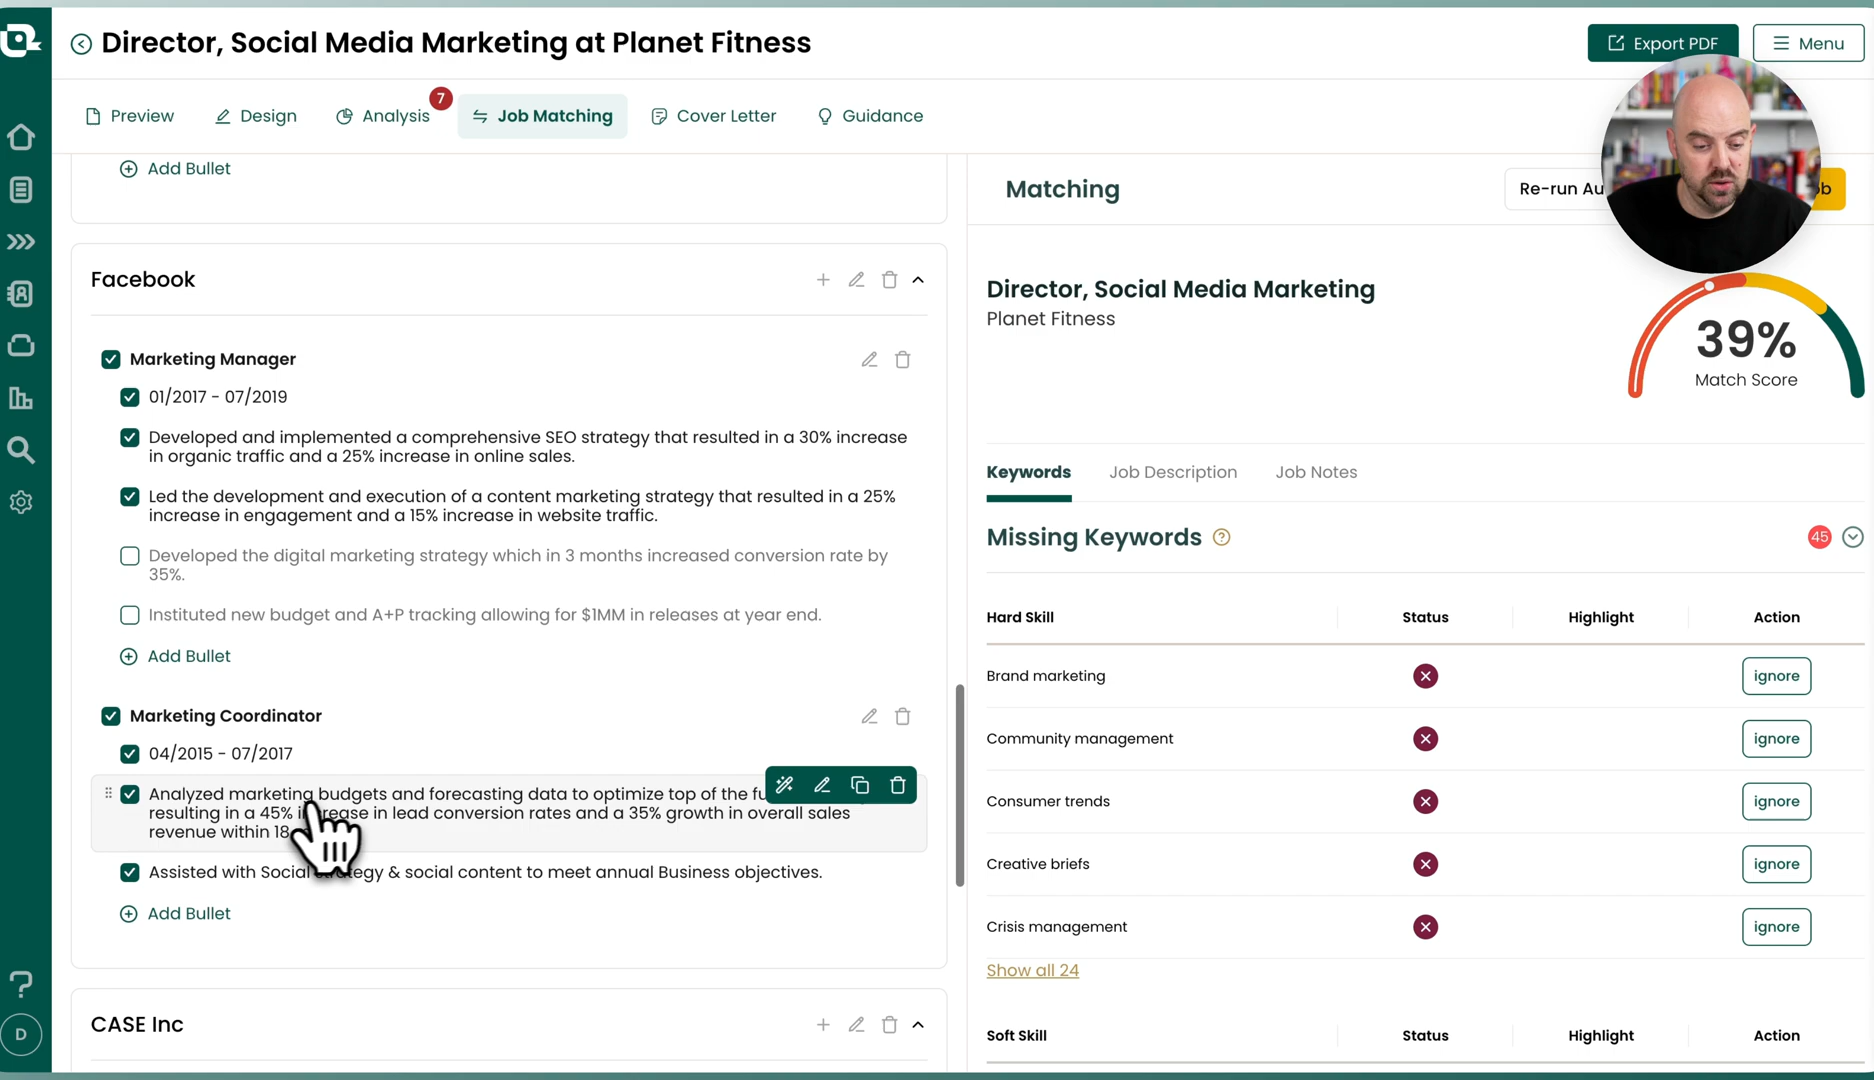 Director, Social Media Marketing at Planet Fitness
Export PDF
Menu
Preview
Design
Analysis
7
Job Matching
Cover Letter
Guidance
Add Bullet
Facebook
Marketing Manager
01/2017 - 07/2019
Developed and implemented a comprehensive SEO strategy that resulted in a 30% increase
in organic traffic and a 25% increase in online sales.
Led the development and execution of a content marketing strategy that resulted in a 25%
increase in engagement and a 15% increase in website traffic.
Developed the digital marketing strategy which in 3 months increased conversion rate by
35%.
Instituted new budget and A+P tracking allowing for $1MM in releases at year end.
Add Bullet
Marketing Coordinator
04/2015 - 07/2017
Analyzed marketing budgets and forecasting data to optimize top of the
resulting in a 45% increase in lead conversion rates and a 35% growth in overall sales
revenue within 18
Assisted with Social strategy & social content to meet annual Business objectives.
Add Bullet
CASE Inc
D
Matching
Re-run
Director, Social Media Marketing
Planet Fitness
39%
Match Score
Keywords
Job Description
Job Notes
Missing Keywords
45
Hard Skill Status Highlight Action
Brand marketing ignore
Community management ignore
Consumer trends ignore
Creative briefs ignore
Crisis management ignore
Show all 24
Soft Skill Status Highlight Action